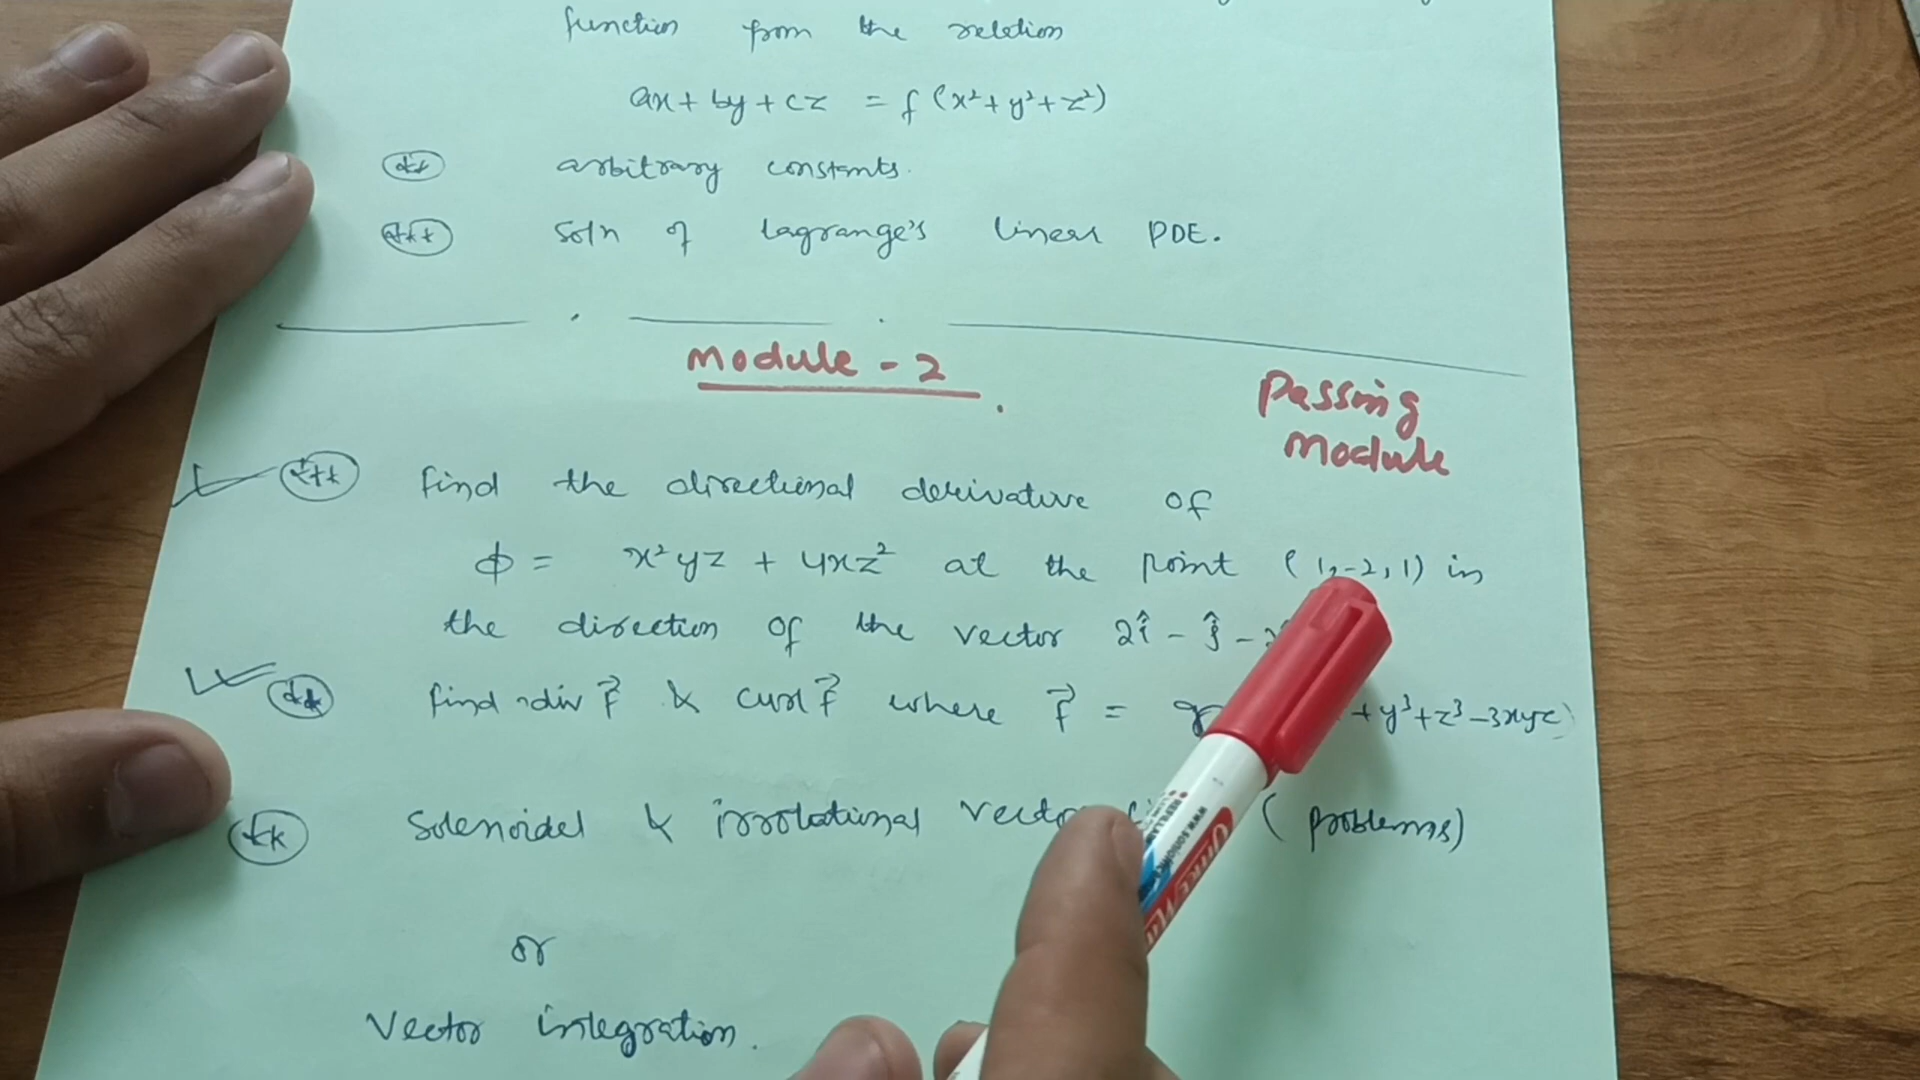 function from the relation
ax + by + cz = f (x² + y² + z²)
** arbitrary constants.
*** Soln of lagrange's linear PDE.
Module - 2
Passing Module
*** find the directional derivative of
ϕ = x²yz + 4xz² at the point (1, -2, 1) in
the direction of the vector 2î - ĵ - 2
** find div F⃗ & curl F⃗ where F⃗ = + y³ + z³ - 3xyz)
** Solenoidal & irrotational vector (problems)
or
Vector integration.